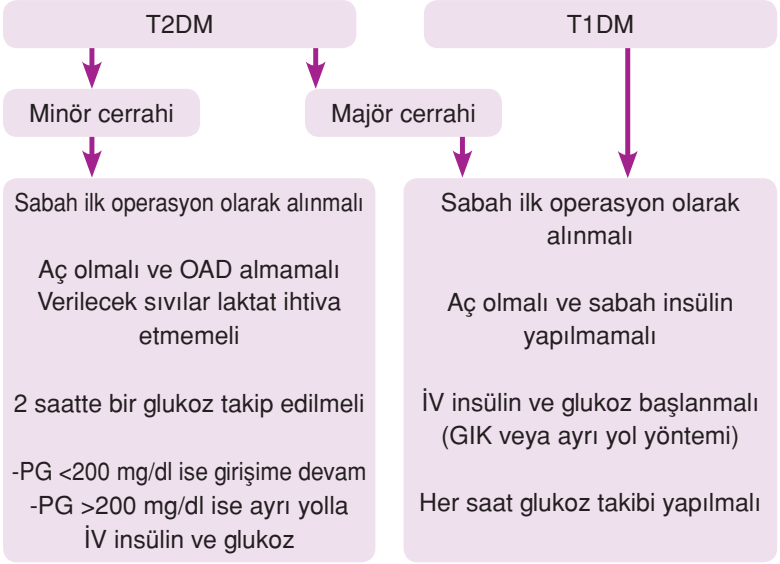 T2DM
T1DM
Minör cerrahi
Majör cerrahi
Sabah ilk operasyon olarak alınmalı
Aç olmalı ve OAD almamalı
Verilecek sıvılar laktat ihtiva
etmemeli
2 saatte bir glukoz takip edilmeli
-PG <200 mg/dl ise girişime devam
-PG >200 mg/dl ise ayrı yolla
İV insülin ve glukoz
Sabah ilk operasyon olarak
alınmalı
Aç olmalı ve sabah insülin
yapılmamalı
İV insülin ve glukoz başlanmalı
(GIK veya ayrı yol yöntemi)
Her saat glukoz takibi yapılmalı